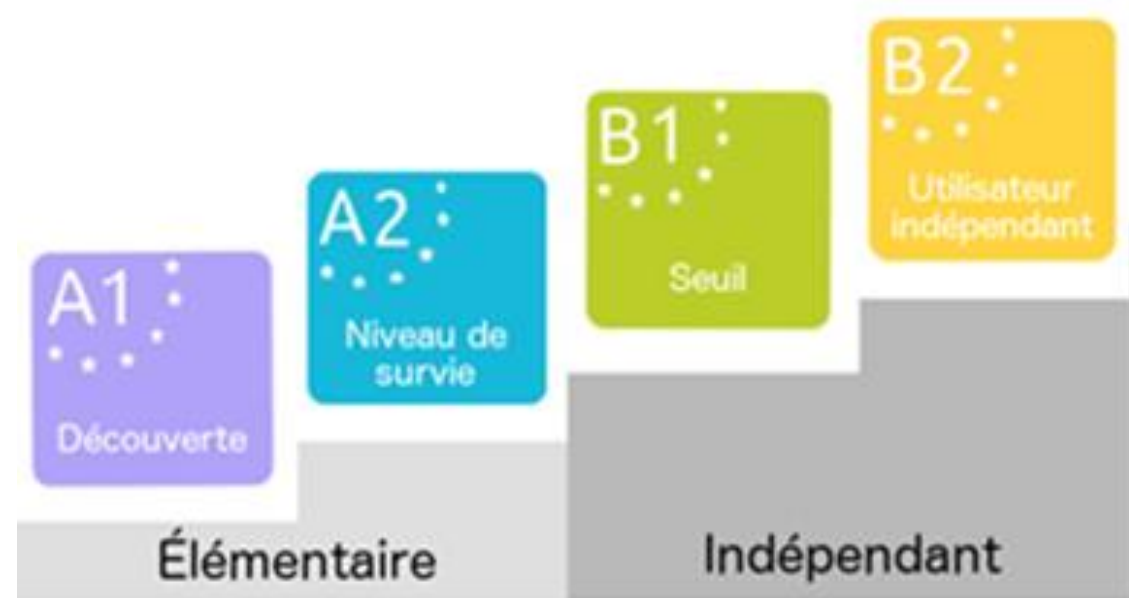 A1
Découverte
A2
Niveau de
survie
B1
Seuil
B2
Utilisateur
indépendant
Élémentaire
Indépendant